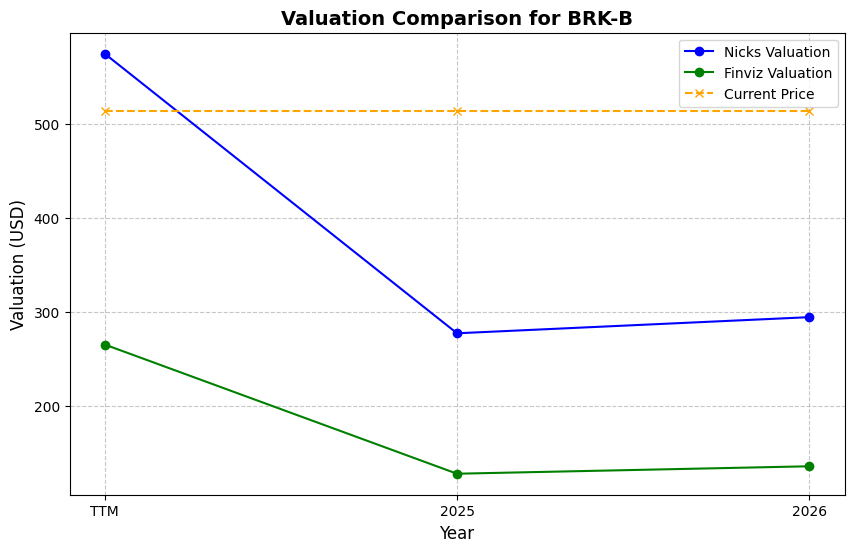 Valuation Comparison for BRK-B
Nicks Valuation
Finviz Valuation
Current Price
Valuation (USD)
500
400
300
200
TTM
2025
2026
Year